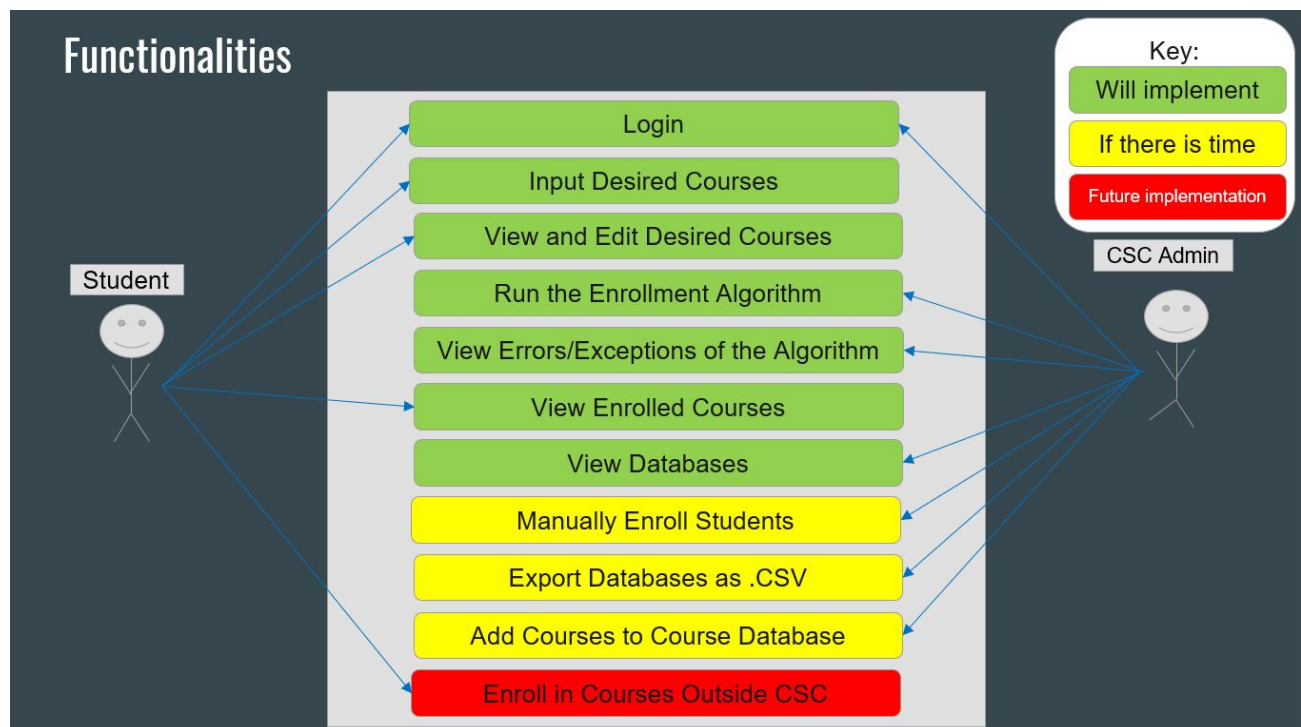 Functionalities
Key:
Will implement
If there is time
Future implementation
Student
CSC Admin
Login
Input Desired Courses
View and Edit Desired Courses
Run the Enrollment Algorithm
View Errors/Exceptions of the Algorithm
View Enrolled Courses
View Databases
Manually Enroll Students
Export Databases as .CSV
Add Courses to Course Database
Enroll in Courses Outside CSC